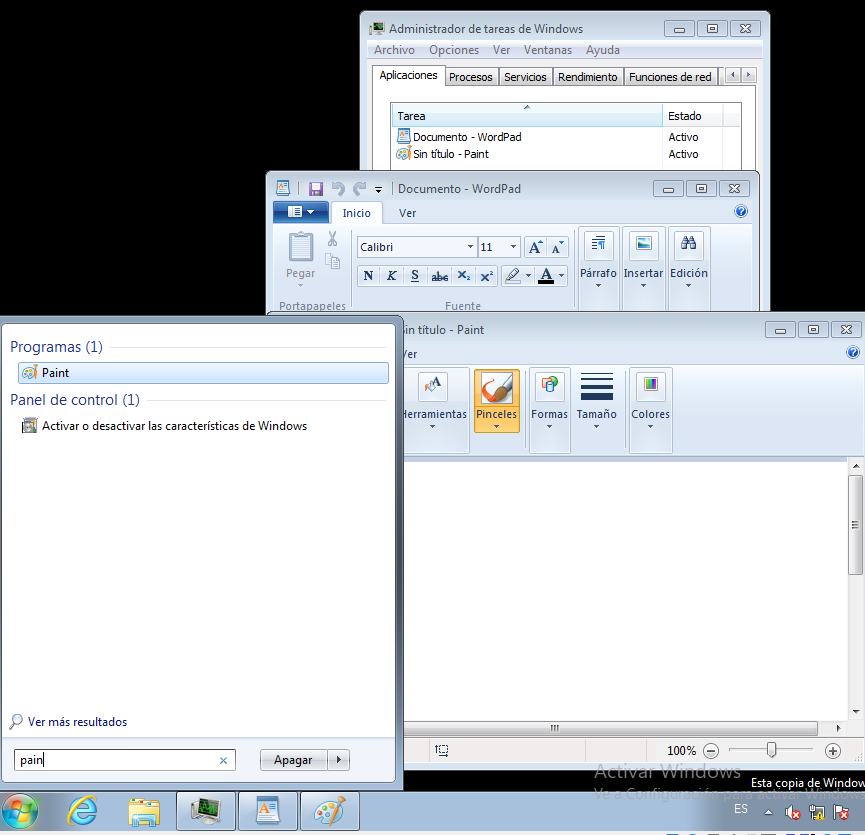 Administrador de tareas de Windows
Archivo Opciones Ver Ventanas Ayuda
Aplicaciones Procesos Servicios Rendimiento Funciones de red
Tarea Estado
Documento - WordPad Activo
Sin título - Paint Activo
Documento - WordPad
Inicio Ver
Calibri 11
N K S abc X₂ X² A
Pegar
Párrafo Insertar Edición
Portapapeles Fuente
in título - Paint
Ver
Herramientas Pinceles Formas Tamaño Colores
Programas (1)
Paint
Panel de control (1)
Activar o desactivar las características de Windows
Ver más resultados
pain
Apagar
100%
Activar Windows
Ve a Configuración para activar Windows
Esta copia de Window
ES